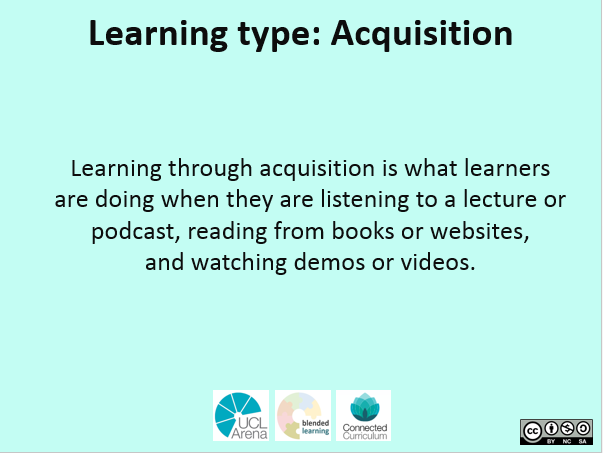 Learning type: Acquisition
Learning through acquisition is what learners
are doing when they are listening to a lecture or
podcast, reading from books or websites,
and watching demos or videos.
UCL
Arena
blended
learning
Connected
Curriculum
cc
BY NC SA